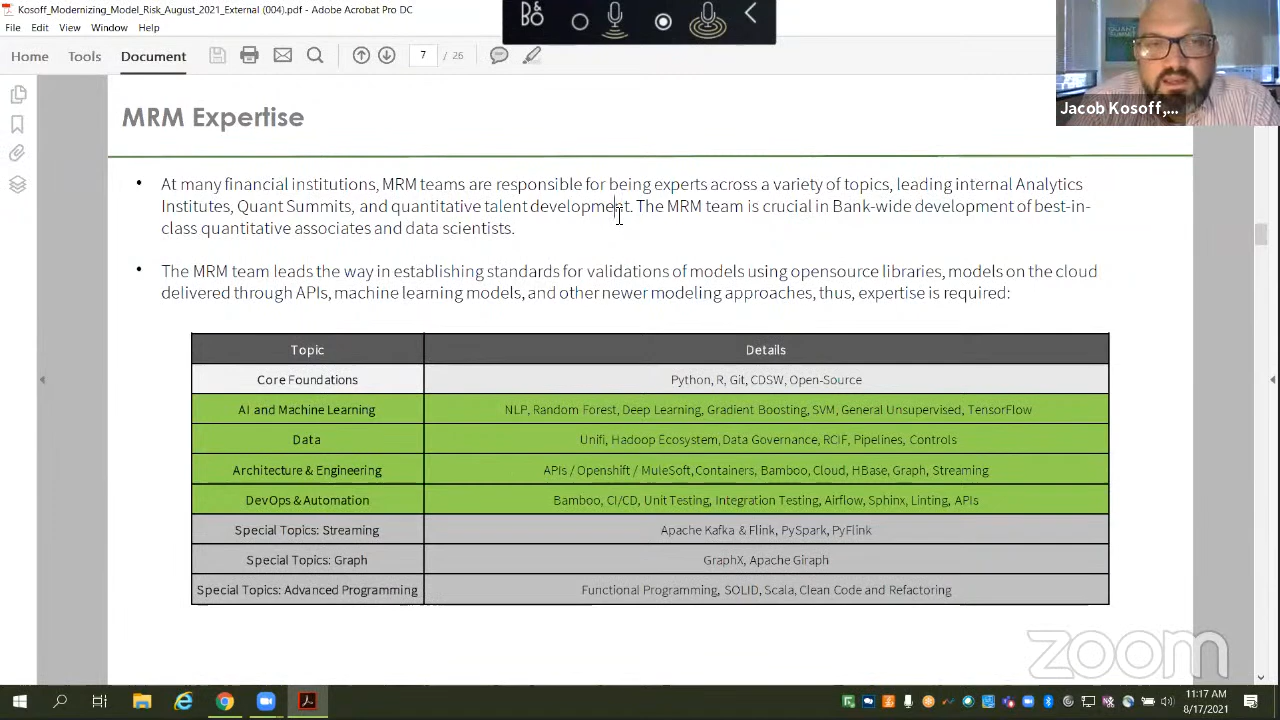 Kosoff_Modernizing_Model_Risk_August_2021_External (004).pdf - Adobe Acrobat Pro DC
File Edit View Window Help
Home Tools Document 7 / 26
B&O
QUANT SUMMIT
Jacob Kosoff,...
MRM Expertise
• At many financial institutions, MRM teams are responsible for being experts across a variety of topics, leading internal Analytics
Institutes, Quant Summits, and quantitative talent development. The MRM team is crucial in Bank-wide development of best-in-
class quantitative associates and data scientists.
• The MRM team leads the way in establishing standards for validations of models using opensource libraries, models on the cloud
delivered through APIs, machine learning models, and other newer modeling approaches, thus, expertise is required:
Topic Details
Core Foundations Python, R, Git, CDSW, Open-Source
AI and Machine Learning NLP, Random Forest, Deep Learning, Gradient Boosting, SVM, General Unsupervised, TensorFlow
Data Unifi, Hadoop Ecosystem, Data Governance, RCIF, Pipelines, Controls
Architecture & Engineering APIs / Openshift / MuleSoft, Containers, Bamboo, Cloud, HBase, Graph, Streaming
DevOps & Automation Bamboo, CI/CD, Unit Testing, Integration Testing, Airflow, Sphinx, Linting, APIs
Special Topics: Streaming Apache Kafka & Flink, PySpark, PyFlink
Special Topics: Graph GraphX, Apache Giraph
Special Topics: Advanced Programming Functional Programming, SOLID, Scala, Clean Code and Refactoring
zoom
11:17 AM
8/17/2021